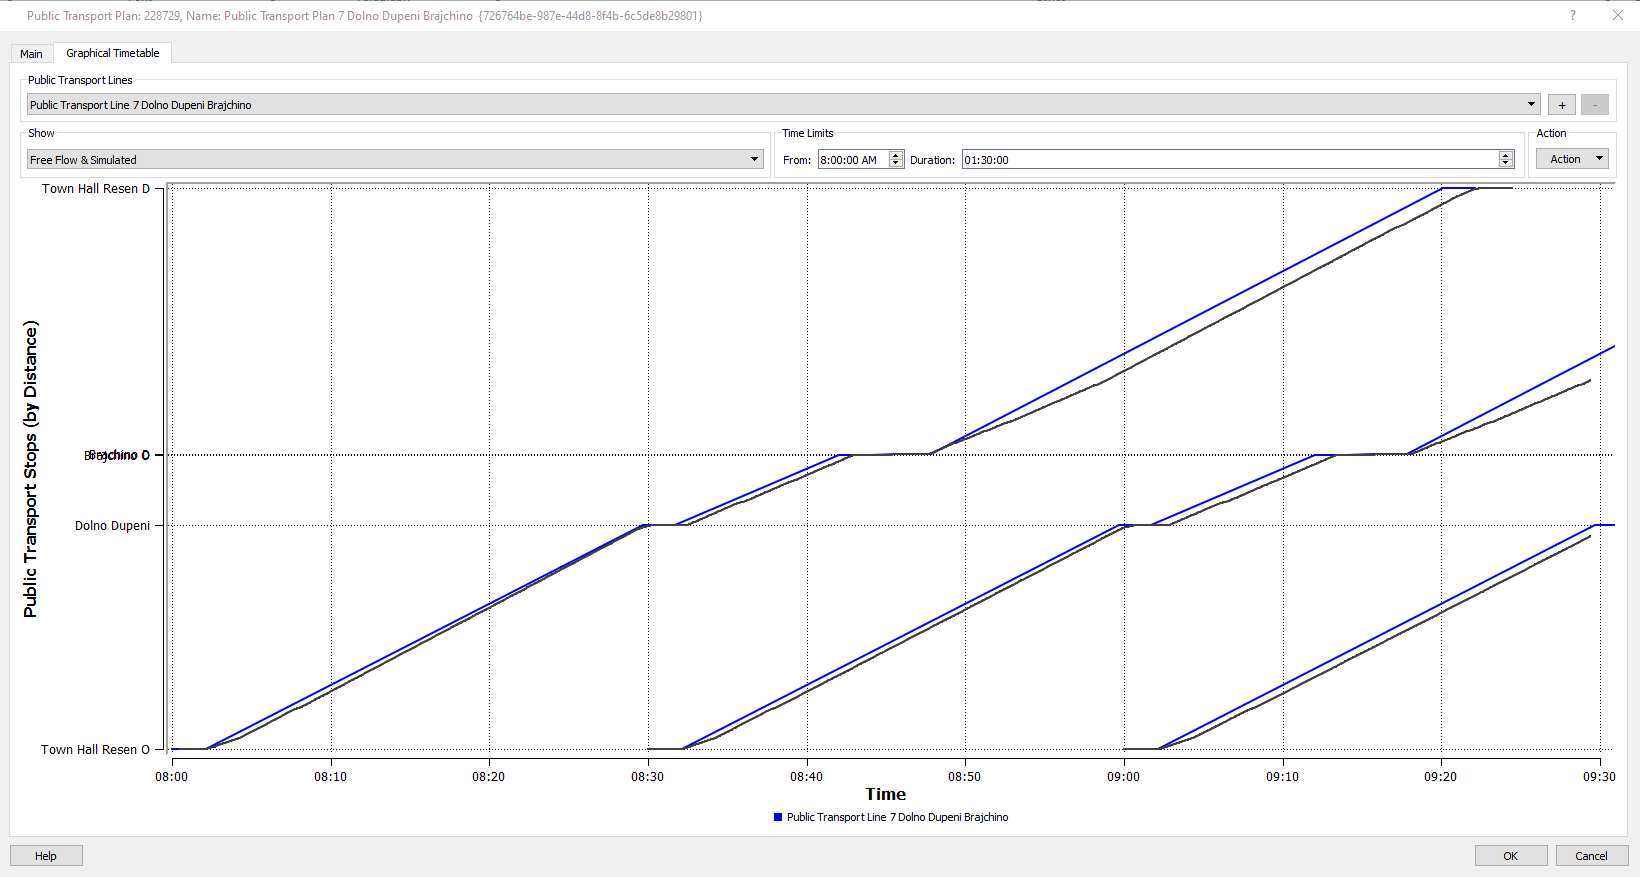 Public Transport Plan: 228729, Name: Public Transport Plan 7 Dolno Dupeni Brajchino {726764be-987e-44d8-8f4b-6c5de8b29801}
?
Main
Graphical Timetable
Public Transport Lines
Public Transport Line 7 Dolno Dupeni Brajchino
+
-
Show
Free Flow & Simulated
Time Limits
From: 8:00:00 AM
Duration: 01:30:00
Action
Action
Public Transport Stops (by Distance)
Town Hall Resen D
Brajchino
Dolno Dupeni
Town Hall Resen O
08:00 08:10 08:20 08:30 08:40 08:50 09:00 09:10 09:20 09:30
Time
Public Transport Line 7 Dolno Dupeni Brajchino
Help
OK
Cancel